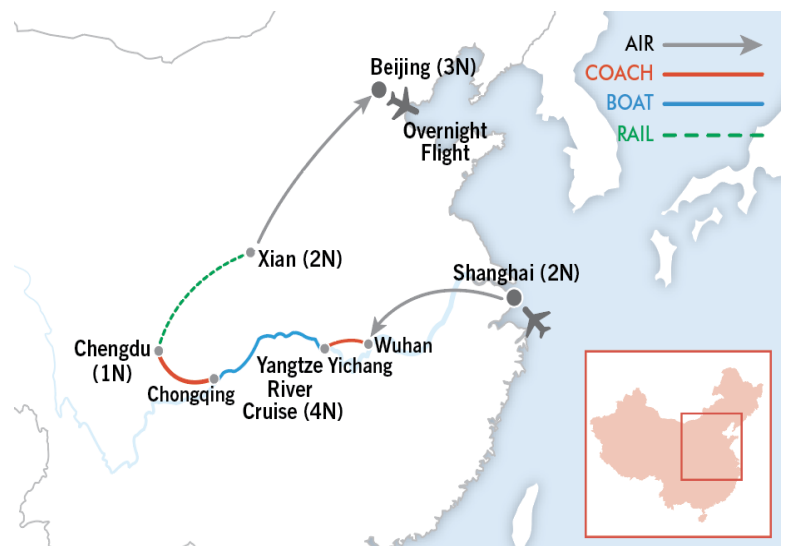 AIR
COACH
BOAT
RAIL
Beijing (3N)
Overnight
Flight
Xian (2N)
Shanghai (2N)
Chengdu
(1N)
Chongqing
Yangtze
River
Cruise (4N)
Yichang
Wuhan